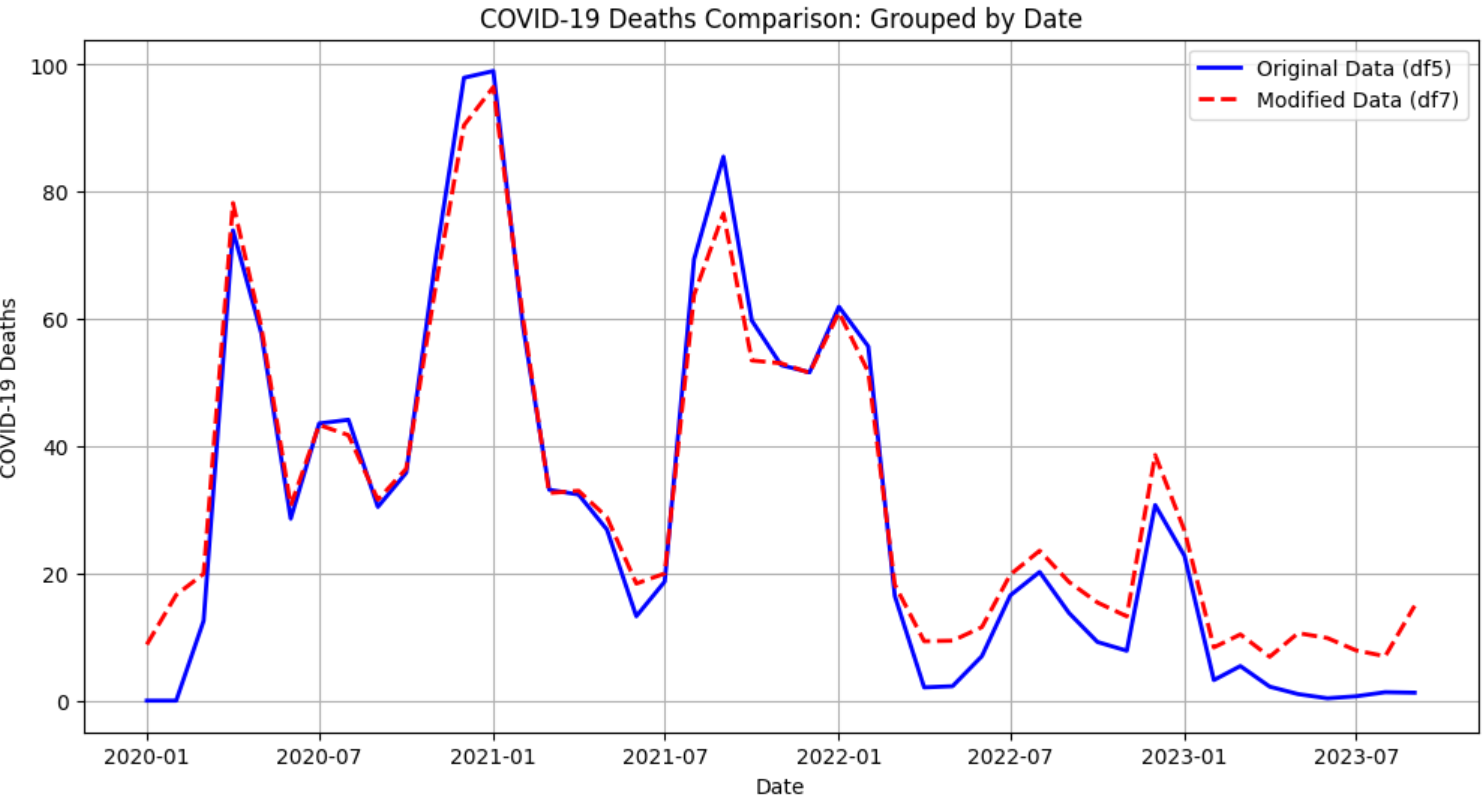 COVID-19 Deaths Comparison: Grouped by Date
Original Data (df5)
Modified Data (df7)
COVID-19 Deaths
100
80
60
40
20
0
2020-01 2020-07 2021-01 2021-07 2022-01 2022-07 2023-01 2023-07
Date